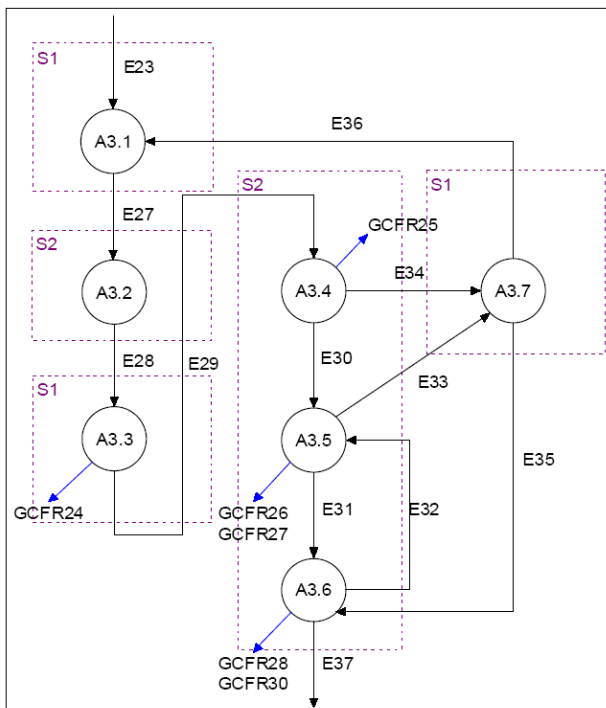 S1
E23
A3.1
E36
E27
S2
S1
S2
GCFR25
A3.2
A3.4
E34
A3.7
E28
E29
E30
E33
S1
A3.3
A3.5
E35
GCFR24
GCFR26
GCFR27
E31
E32
A3.6
GCFR28
GCFR30
E37